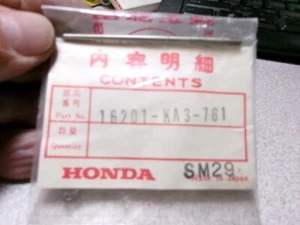 内容明細
CONTENTS
部品番号
Part No.
16201-KA3-761
数量
Quantity
HONDA
SM29
Made in Japan